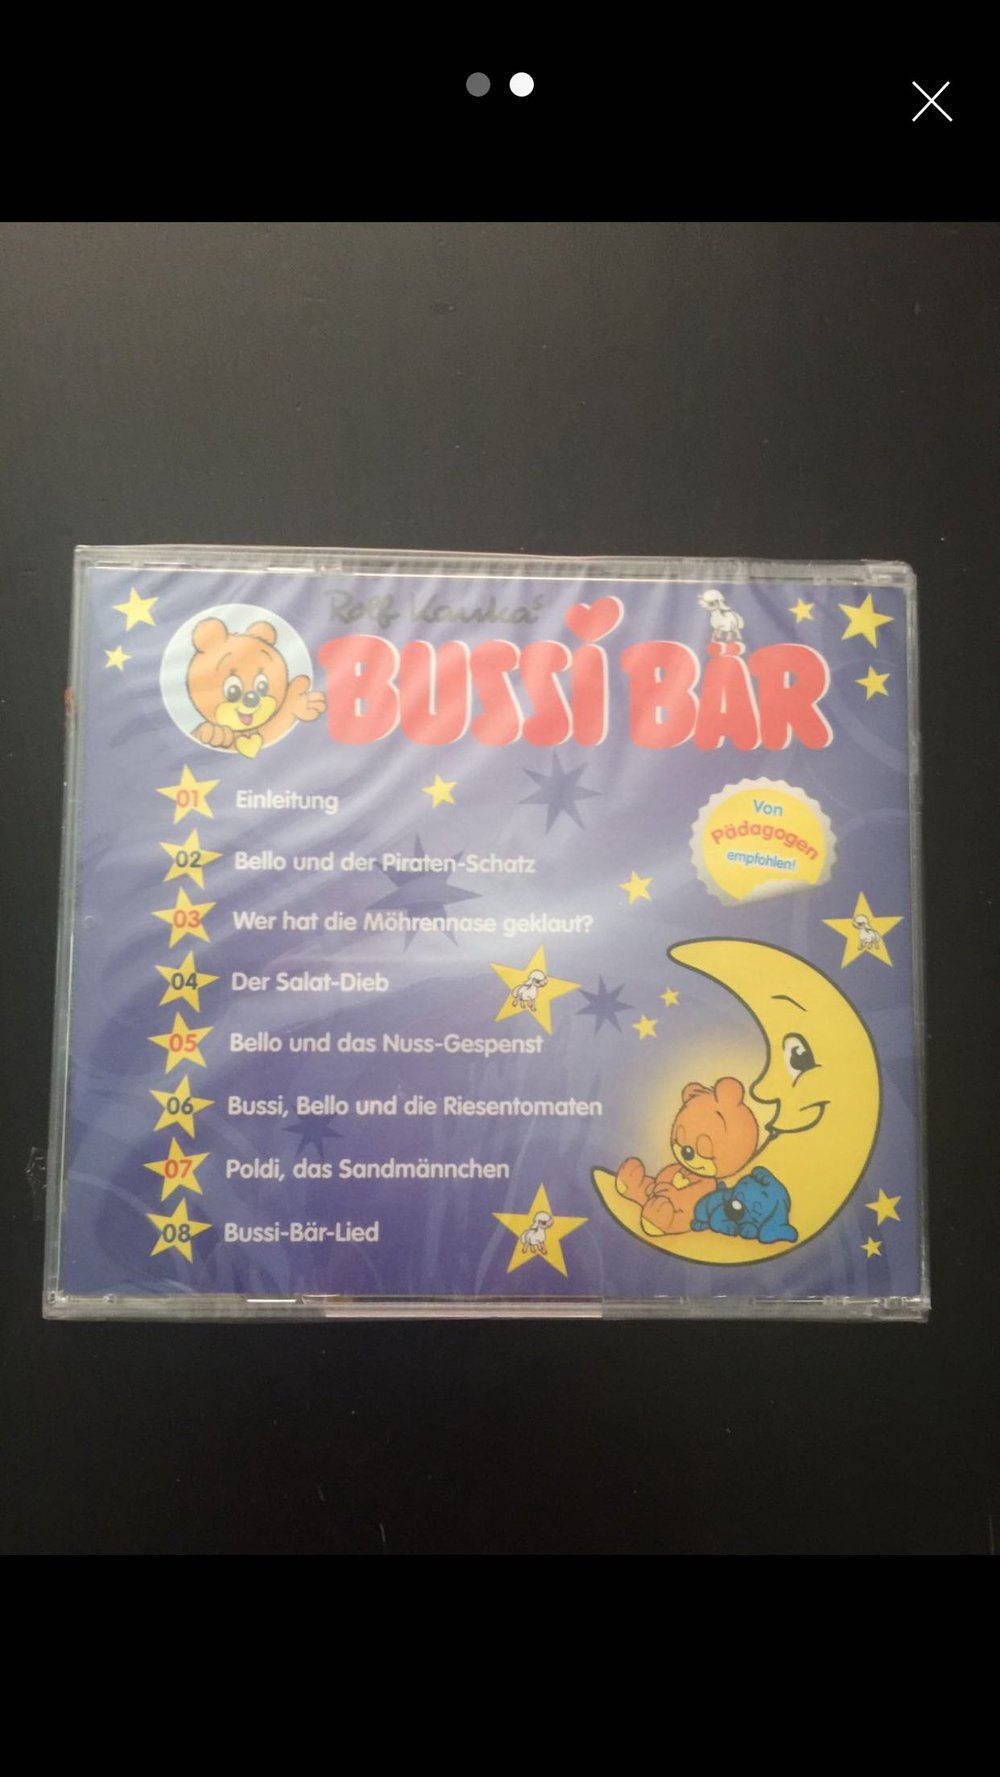 Rolf Kaukas
BUSSI BÄR
01 Einleitung
02 Bello und der Piraten-Schatz
03 Wer hat die Möhrennase geklaut?
04 Der Salat-Dieb
05 Bello und das Nuss-Gespenst
06 Bussi, Bello und die Riesentomaten
07 Poldi, das Sandmännchen
08 Bussi-Bär-Lied
Von
Pädagogen
empfohlen!